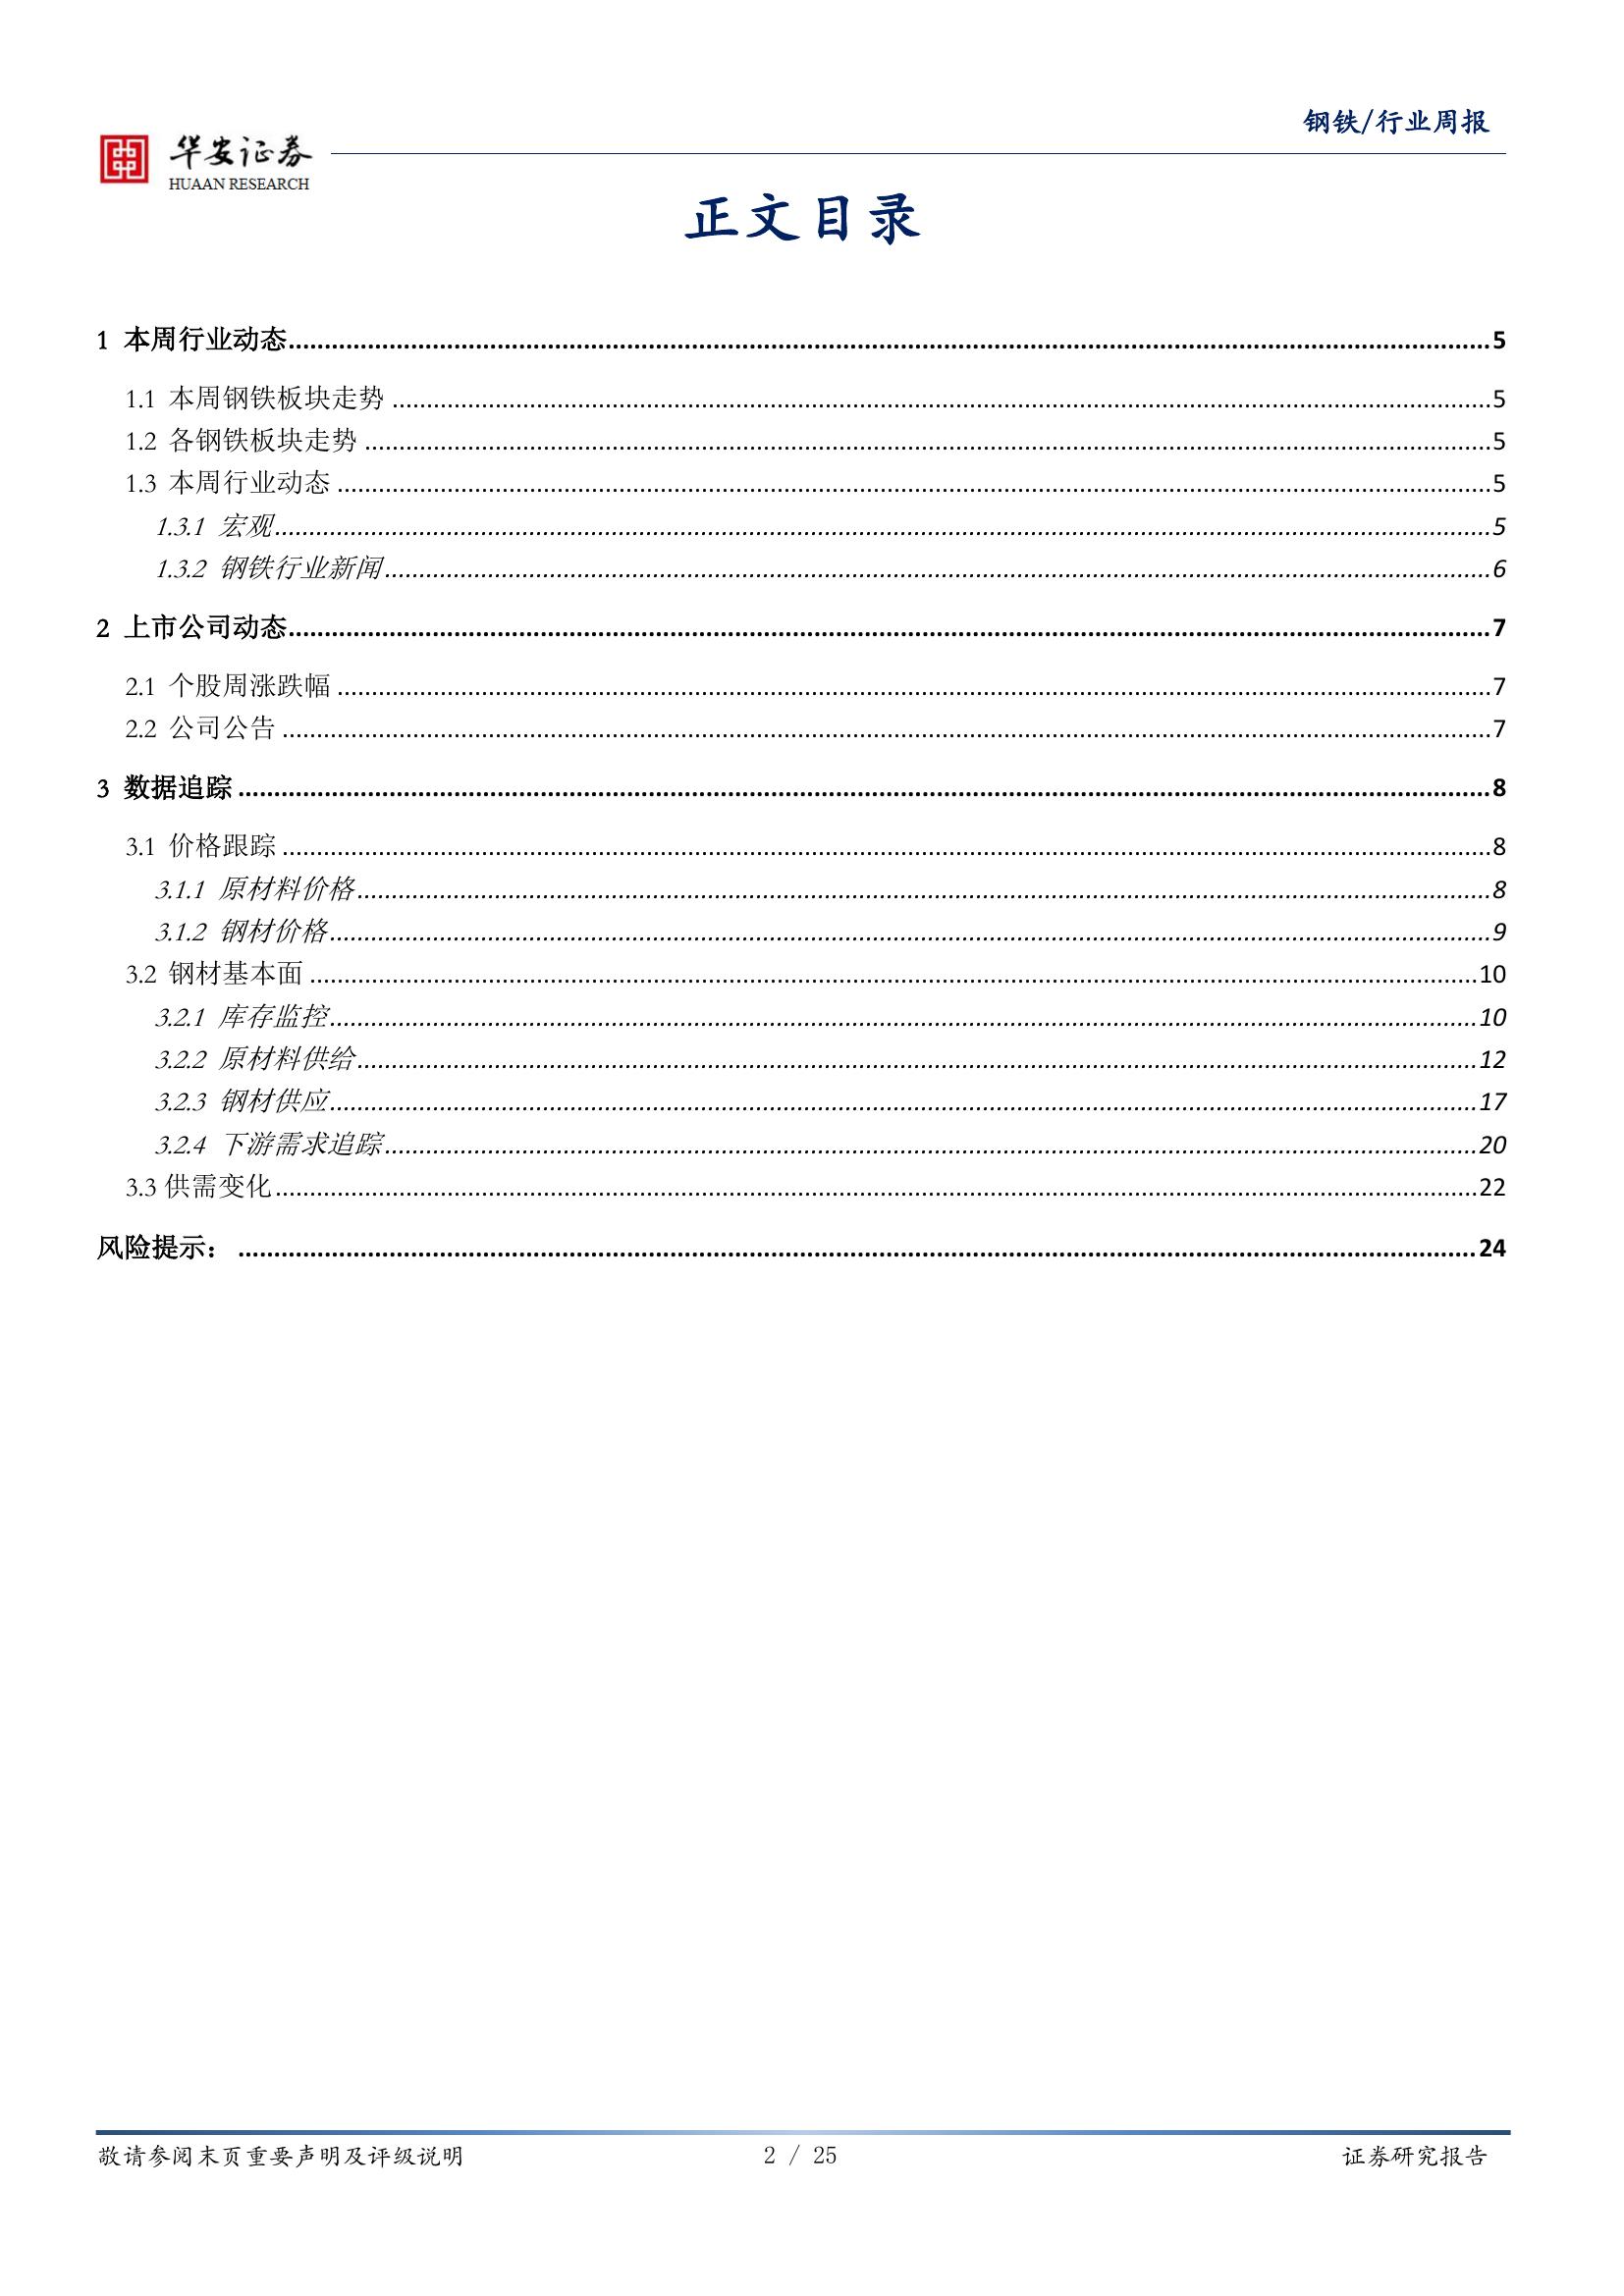 钢铁/行业周报
华安证券
HUAAN RESEARCH
正文目录
1 本周行业动态 5
1.1 本周钢铁板块走势 5
1.2 各钢铁板块走势 5
1.3 本周行业动态 5
1.3.1 宏观 5
1.3.2 钢铁行业新闻 6
2 上市公司动态 7
2.1 个股周涨跌幅 7
2.2 公司公告 7
3 数据追踪 8
3.1 价格跟踪 8
3.1.1 原材料价格 8
3.1.2 钢材价格 9
3.2 钢材基本面 10
3.2.1 库存监控 10
3.2.2 原材料供给 12
3.2.3 钢材供应 17
3.2.4 下游需求追踪 20
3.3 供需变化 22
风险提示： 24
敬请参阅末页重要声明及评级说明 2 / 25 证券研究报告